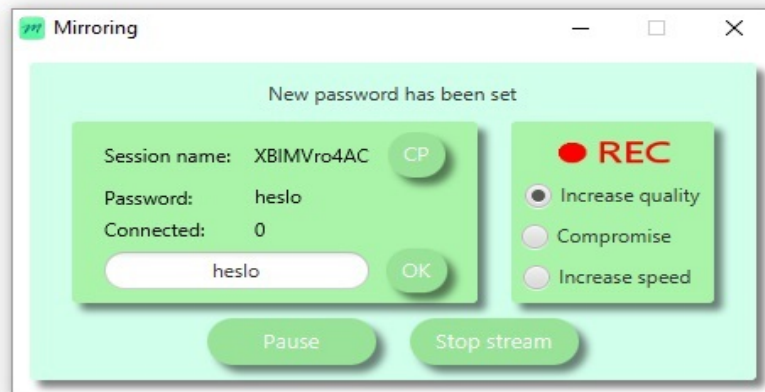 Mirroring
New password has been set
Session name: XBIMVro4AC CP
Password: heslo
Connected: 0
heslo OK
REC
Increase quality
Compromise
Increase speed
Pause Stop stream